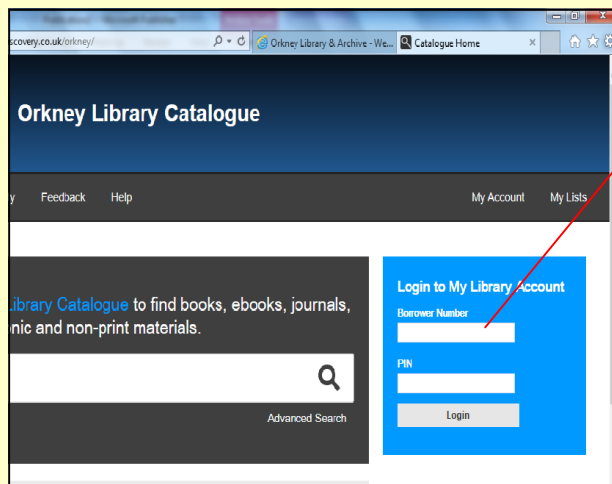 scovery.co.uk/orkney/ Orkney Library & Archive - We... Catalogue Home
Orkney Library Catalogue
y Feedback Help My Account My Lists
Library Catalogue to find books, ebooks, journals,
onic and non-print materials.
Advanced Search
Login to My Library Account
Borrower Number
PIN
Login